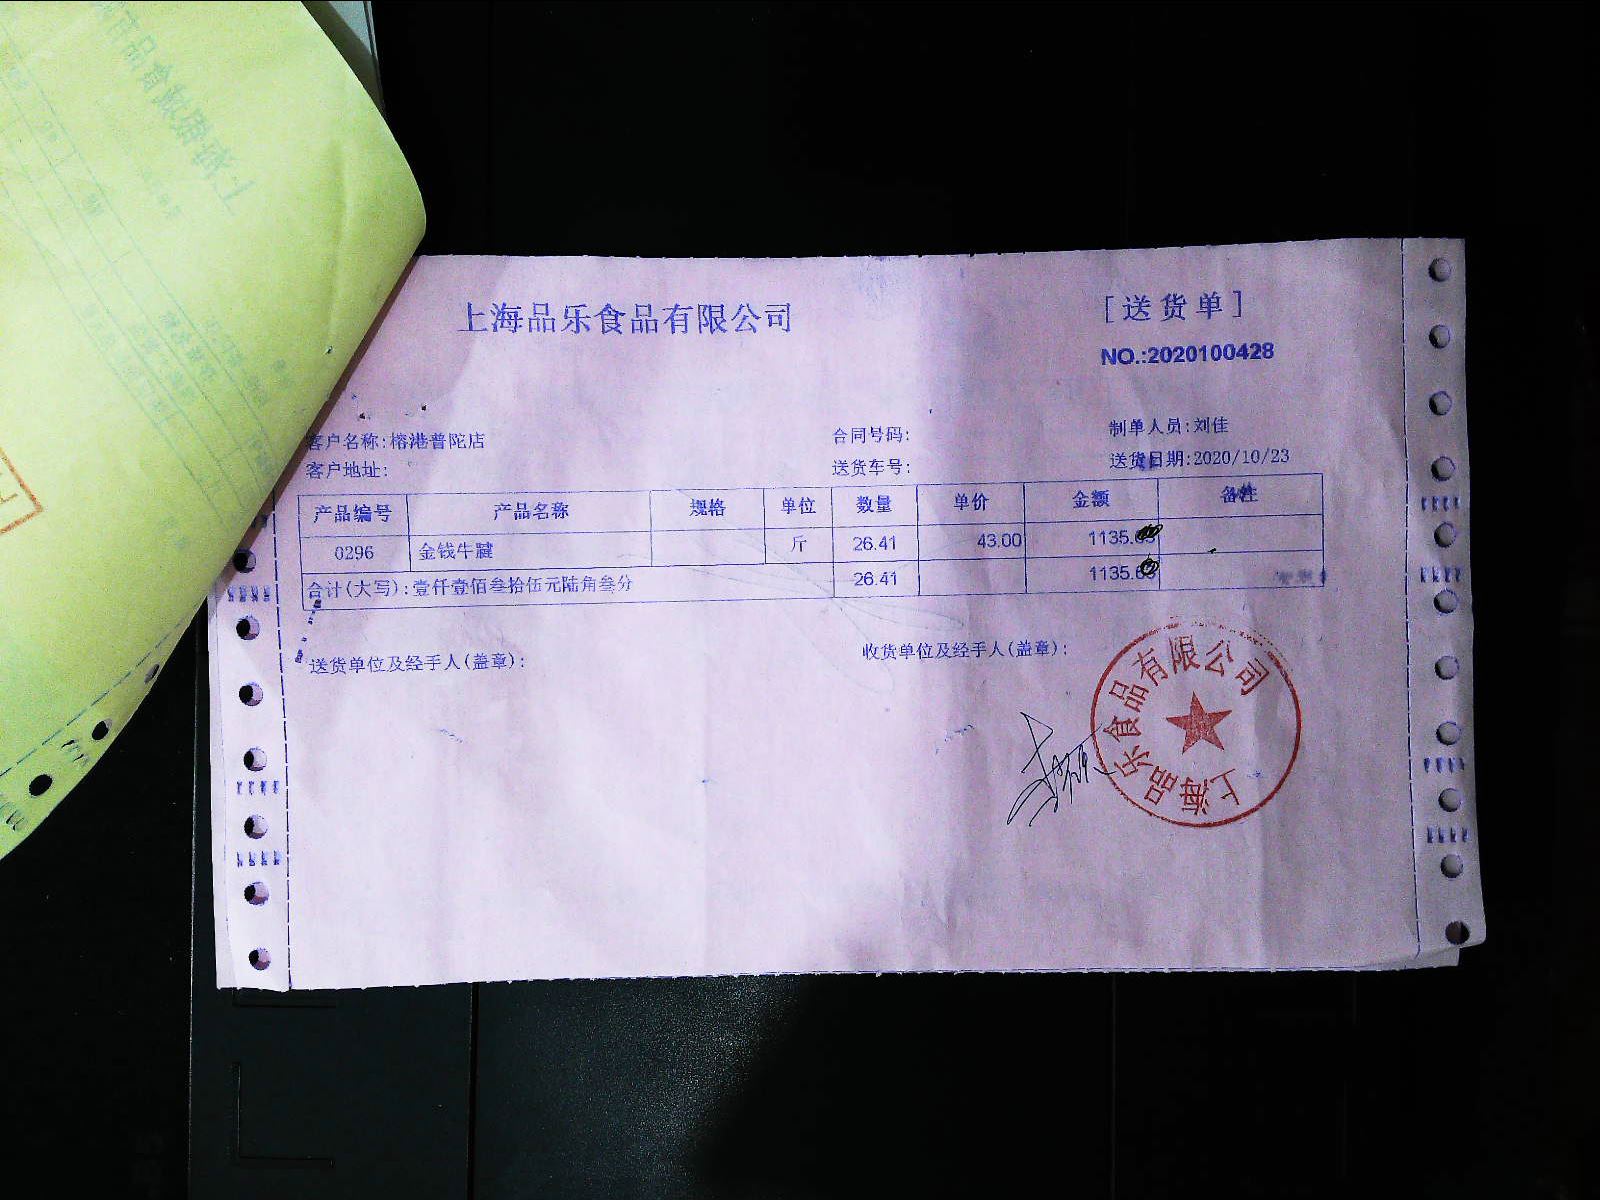 上海品乐食品有限公司
[送货单]
NO.:2020100428
客户名称:榕港普陀店
合同号码:
制单人员:刘佳
客户地址:
送货车号:
送货日期:2020/10/23
产品编号 产品名称 规格 单位 数量 单价 金额 备注
0296 金钱牛腱 斤 26.41 43.00 1135.
合计(大写):壹仟壹佰叁拾伍元陆角叁分 26.41 1135.
送货单位及经手人(盖章):
收货单位及经手人(盖章):
上海品乐食品有限公司